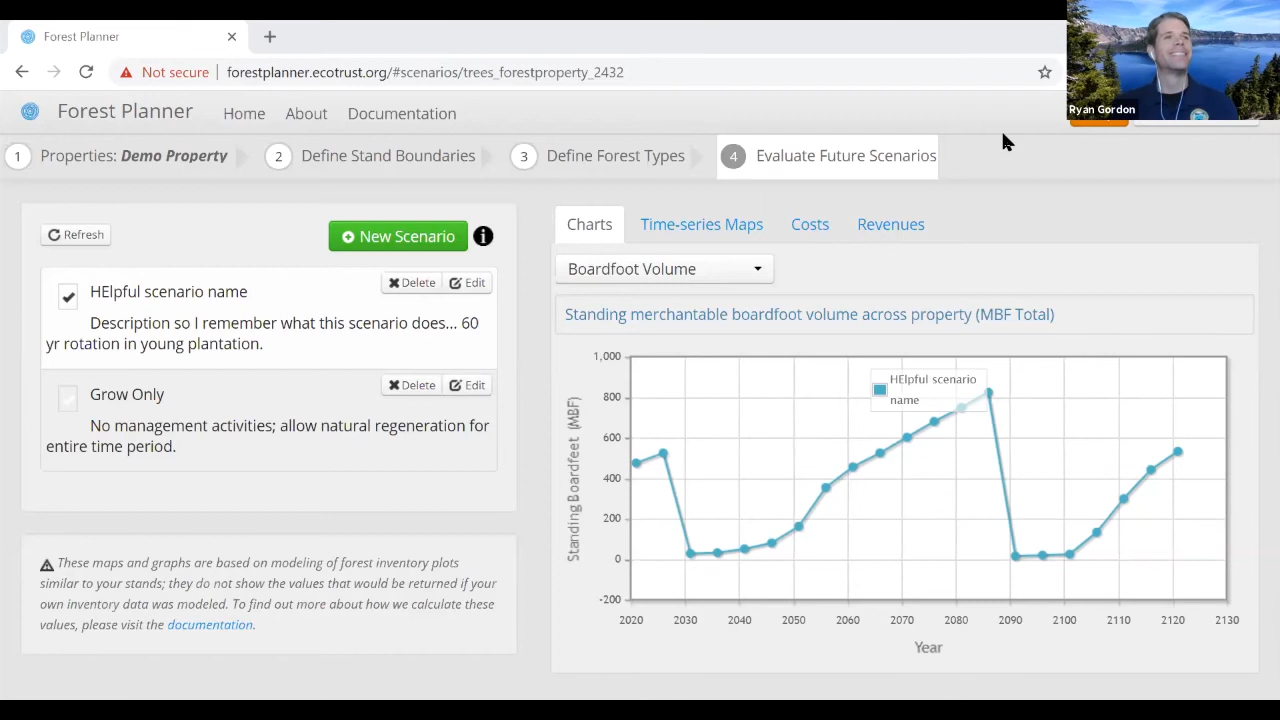 Forest Planner
Not secure forestplanner.ecotrust.org/#scenarios/trees_forestproperty_2432
Ryan Gordon
Forest Planner Home About Documentation
1 Properties: Demo Property 2 Define Stand Boundaries 3 Define Forest Types 4 Evaluate Future Scenarios
Refresh New Scenario
HElpful scenario name Delete Edit
Description so I remember what this scenario does... 60
yr rotation in young plantation.
Grow Only Delete Edit
No management activities; allow natural regeneration for
entire time period.
These maps and graphs are based on modeling of forest inventory plots
similar to your stands; they do not show the values that would be returned if your
own inventory data was modeled. To find out more about how we calculate these
values, please visit the documentation.
Charts Time-series Maps Costs Revenues
Boardfoot Volume
Standing merchantable boardfoot volume across property (MBF Total)
HElpful scenario
name
Standing Boardfeet (MBF)
1,000
800
600
400
200
0
-200
2020 2030 2040 2050 2060 2070 2080 2090 2100 2110 2120 2130
Year